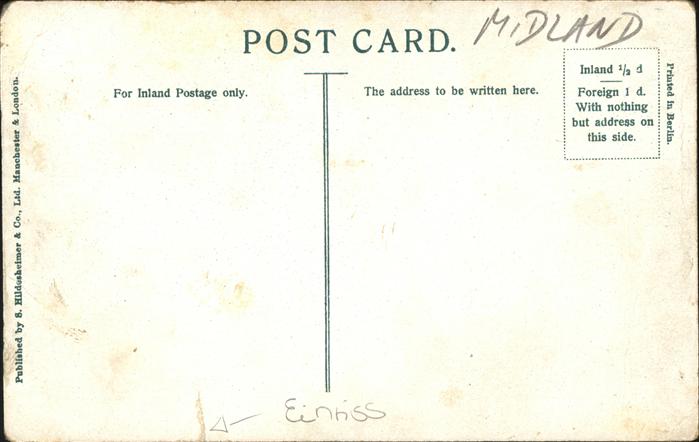 POST CARD.
MIDLAND
For Inland Postage only.
The address to be written here.
Inland 1/2 d
Foreign 1 d.
With nothing
but address on
this side.
Printed in Berlin.
Published by S. Hildesheimer & Co., Ltd. Manchester & London.
Einriss